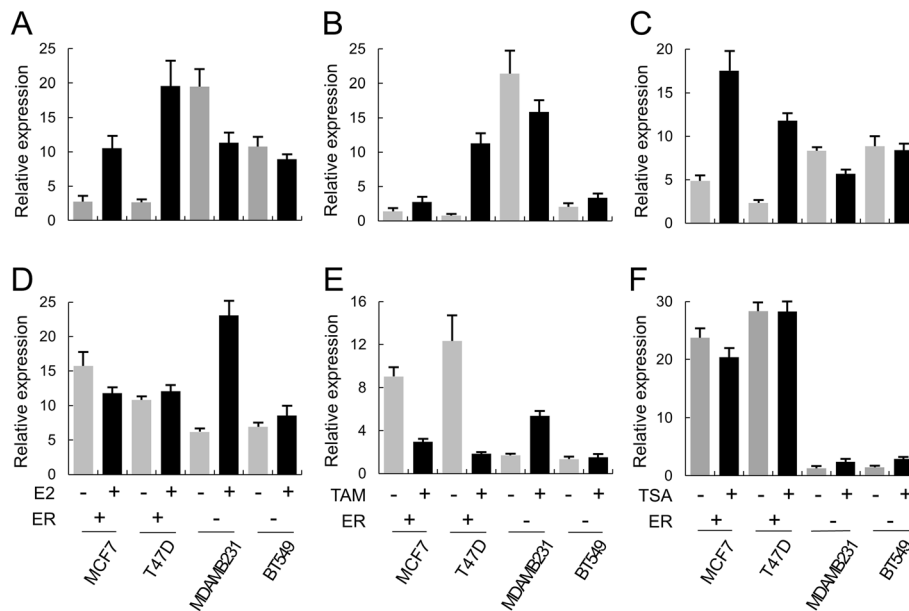 A
B
C
Relative expression
25
20
15
10
5
0
Relative expression
25
20
15
10
5
0
Relative expression
20
15
10
5
0
D
E
F
Relative expression
25
20
15
10
5
0
Relative expression
16
12
8
4
0
Relative expression
30
20
10
0
E2 - + - + - + - +
ER + + - -
MCF7 T47D MDAMB231 BT549
TAM - + - + - + - +
ER + + - -
MCF7 T47D MDAMB231 BT549
TSA - + - + - + - +
ER + + - -
MCF7 T47D MDAMB231 BT549